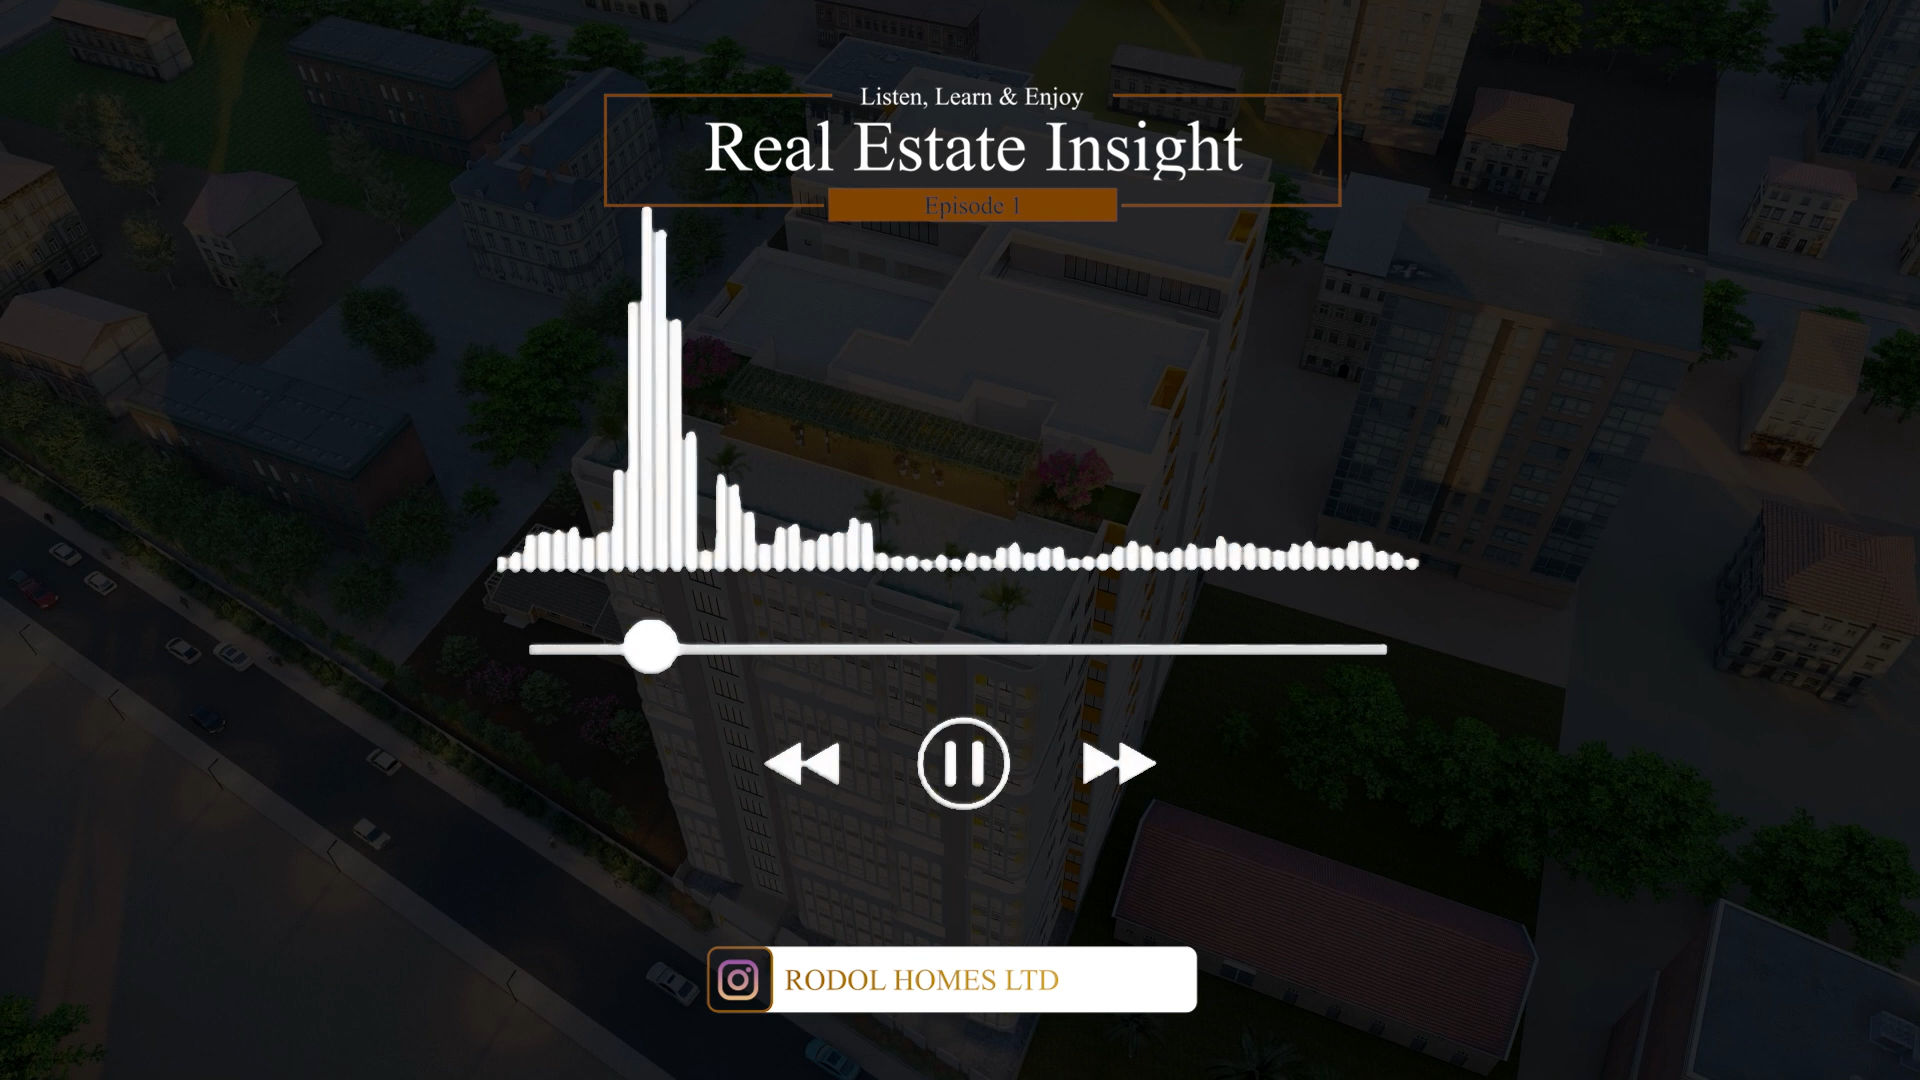 Listen, Learn & Enjoy
Real Estate Insight
Episode 1
RODOL HOMES LTD